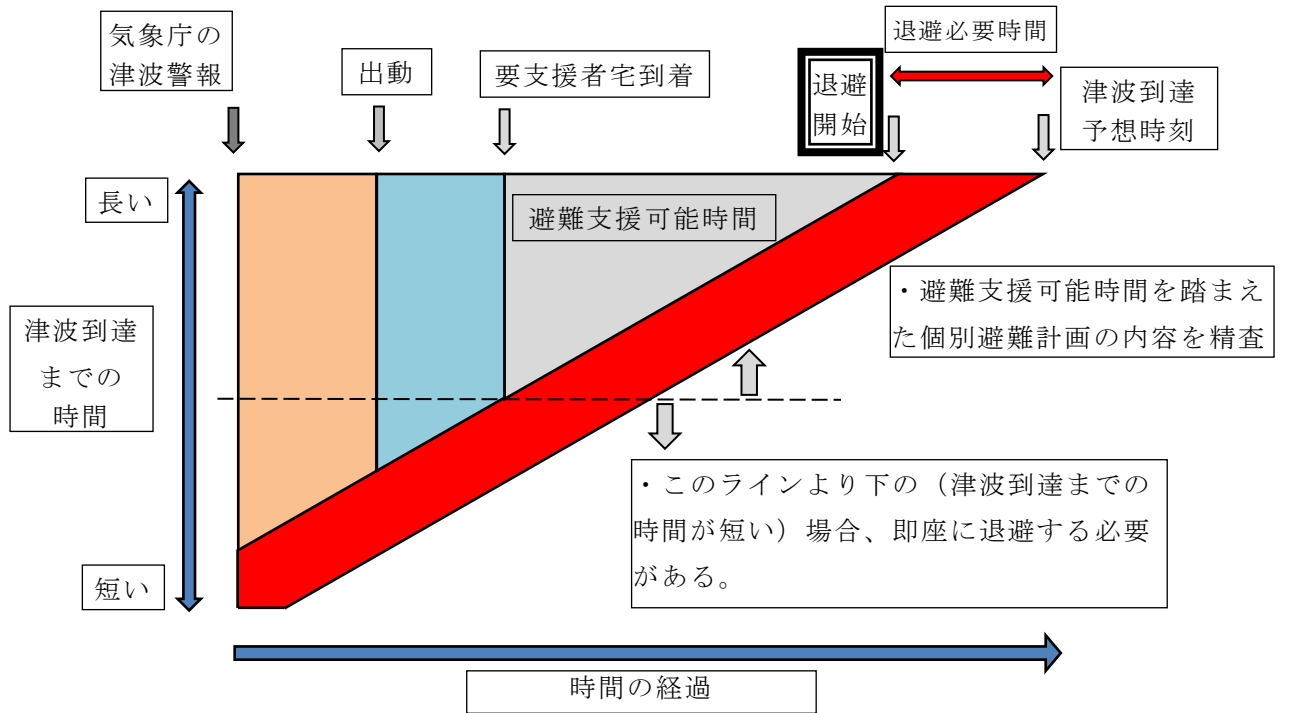 気象庁の
津波警報
出動
要支援者宅到着
退避
開始
退避必要時間
津波到達
予想時刻
長い
避難支援可能時間
・避難支援可能時間を踏まえ
た個別避難計画の内容を精査
津波到達
までの
時間
・このラインより下の（津波到達までの
時間が短い）場合、即座に退避する必要
がある。
短い
時間の経過